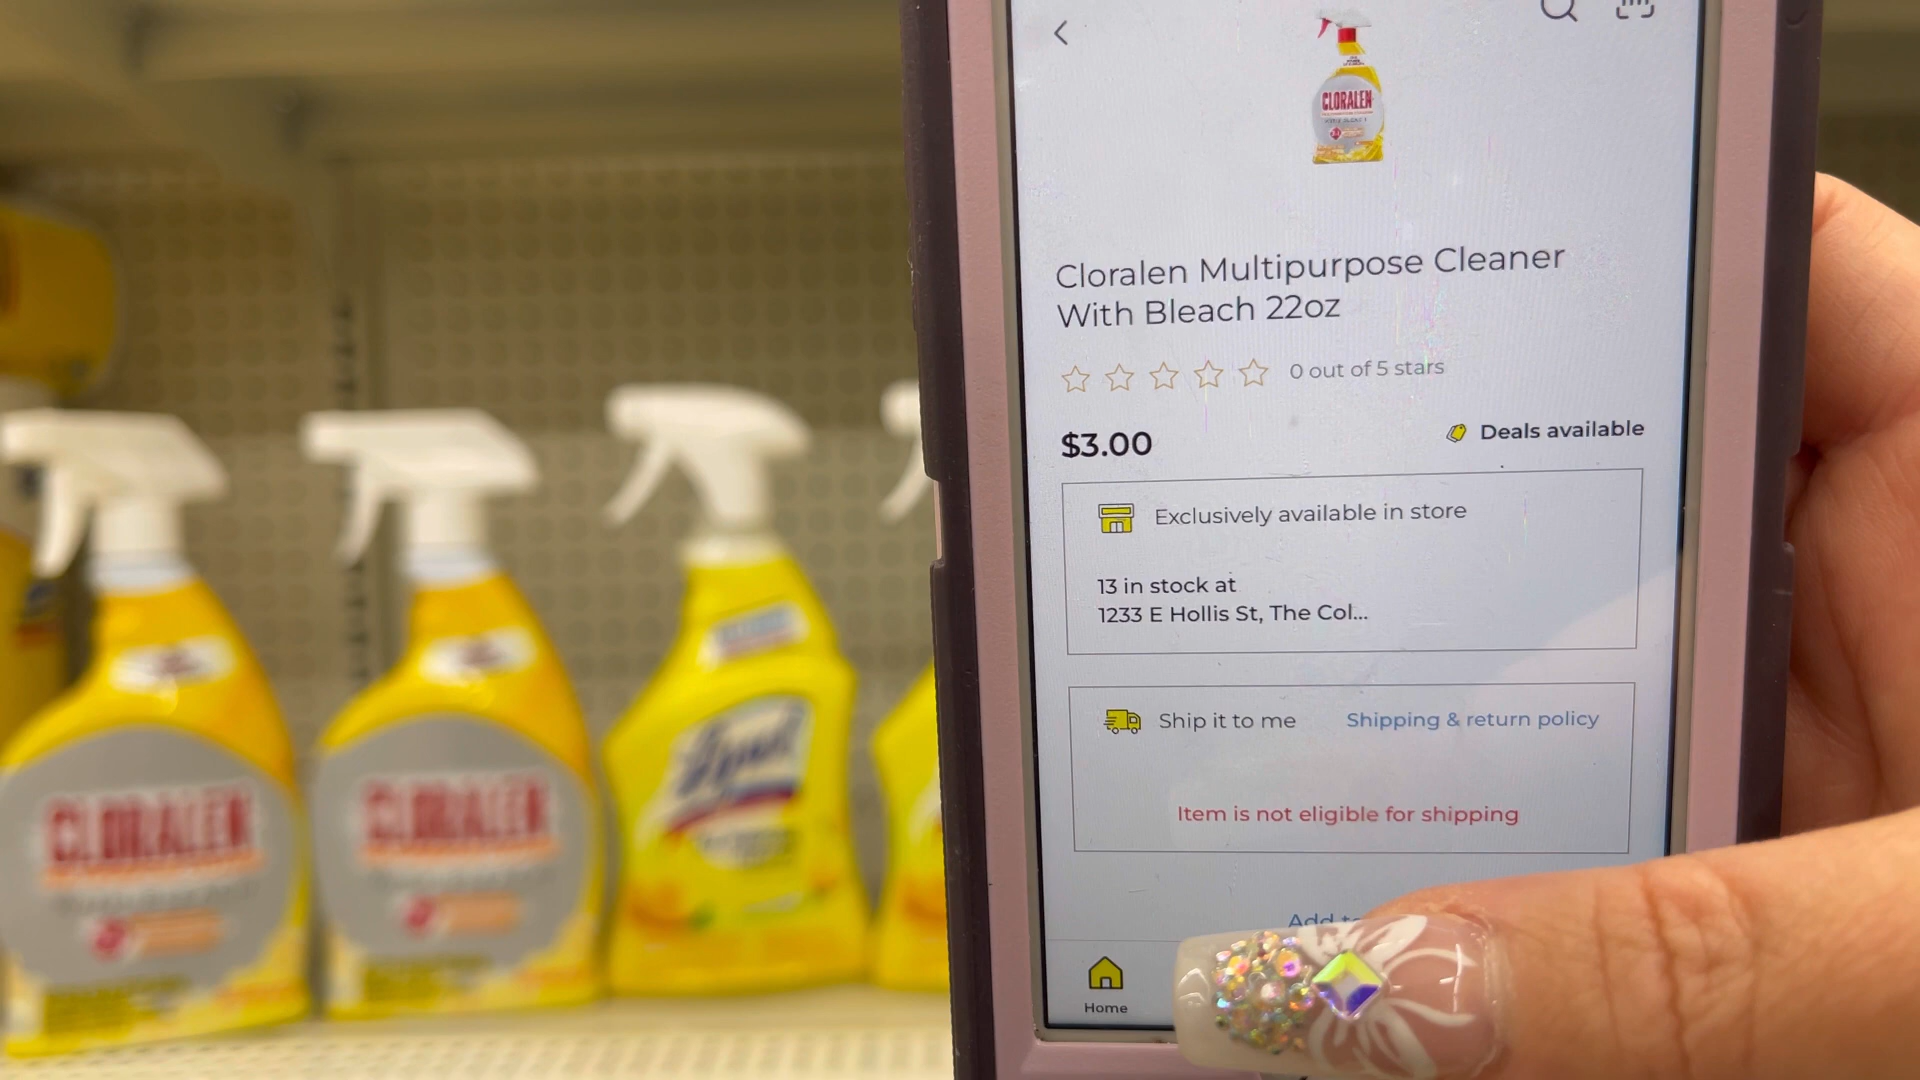 CLORALEN
Cloralen Multipurpose Cleaner
With Bleach 22oz
0 out of 5 stars
$3.00
Deals available
Exclusively available in store
13 in stock at
1233 E Hollis St, The Col...
Ship it to me
Shipping & return policy
Item is not eligible for shipping
Add
Home
CLORALEN
CLORALEN
Lysol